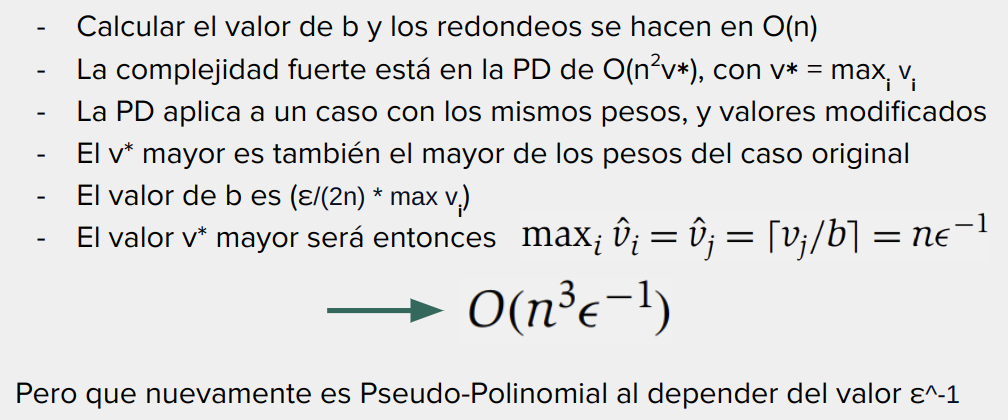 - Calcular el valor de b y los redondeos se hacen en O(n)
- La complejidad fuerte está en la PD de O(n²v*), con v* = maxᵢ vᵢ
- La PD aplica a un caso con los mismos pesos, y valores modificados
- El v* mayor es también el mayor de los pesos del caso original
- El valor de b es (ε/(2n) * max vᵢ)
- El valor v* mayor será entonces maxᵢ v̂ᵢ = v̂ⱼ = ⌈vⱼ/b⌉ = nϵ⁻¹
O(n³ϵ⁻¹)
Pero que nuevamente es Pseudo-Polinomial al depender del valor ε^-1